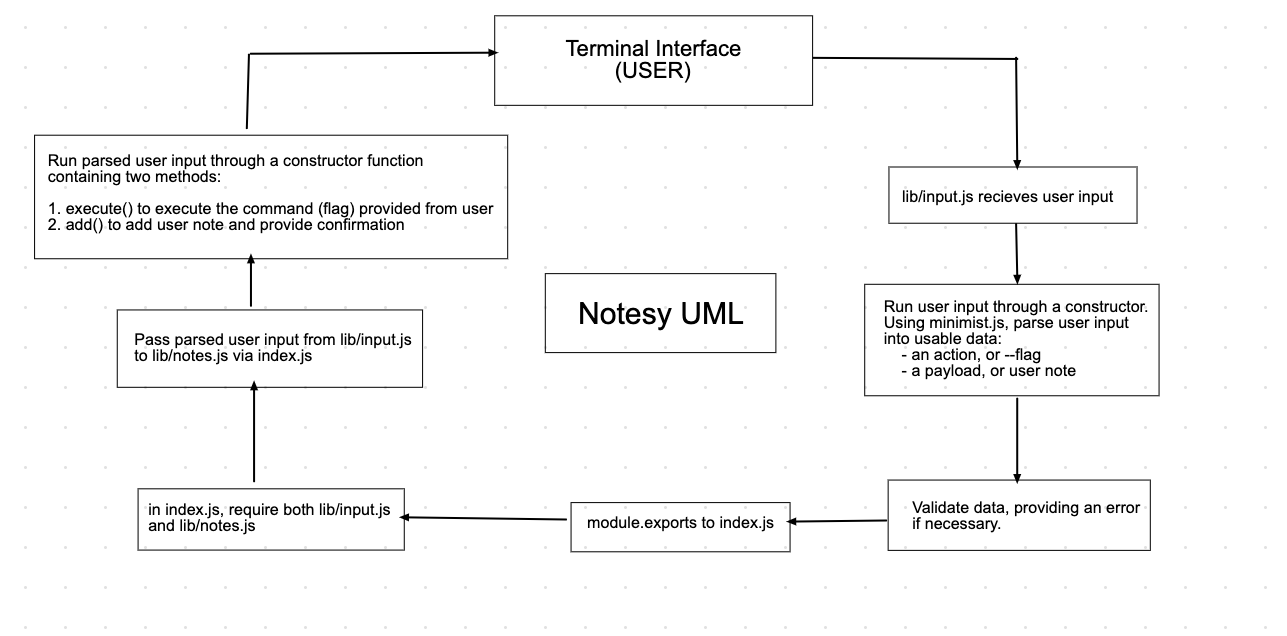 Terminal Interface
(USER)
Run parsed user input through a constructor function
containing two methods:
1. execute() to execute the command (flag) provided from user
2. add() to add user note and provide confirmation
lib/input.js recieves user input
Notesy UML
Run user input through a constructor.
Using minimist.js, parse user input
into usable data:
- an action, or --flag
- a payload, or user note
Pass parsed user input from lib/input.js
to lib/notes.js via index.js
in index.js, require both lib/input.js
and lib/notes.js
module.exports to index.js
Validate data, providing an error
if necessary.